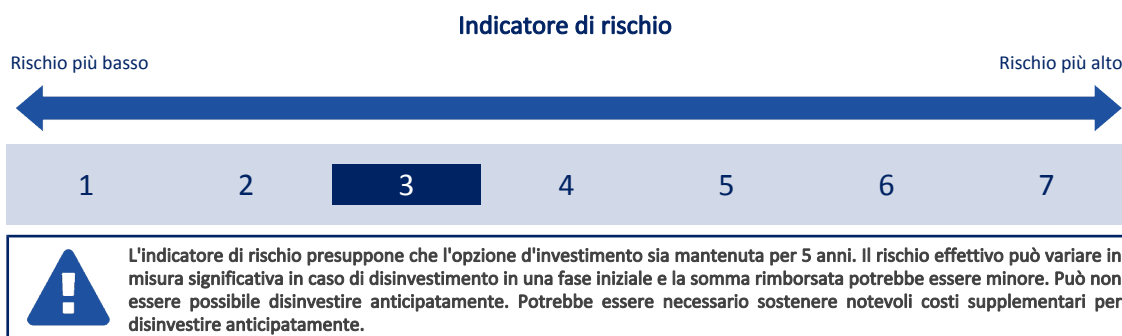 Indicatore di rischio
Rischio più basso
Rischio più alto
1 2 3 4 5 6 7
L'indicatore di rischio presuppone che l'opzione d'investimento sia mantenuta per 5 anni. Il rischio effettivo può variare in
misura significativa in caso di disinvestimento in una fase iniziale e la somma rimborsata potrebbe essere minore. Può non
essere possibile disinvestire anticipatamente. Potrebbe essere necessario sostenere notevoli costi supplementari per
disinvestire anticipatamente.